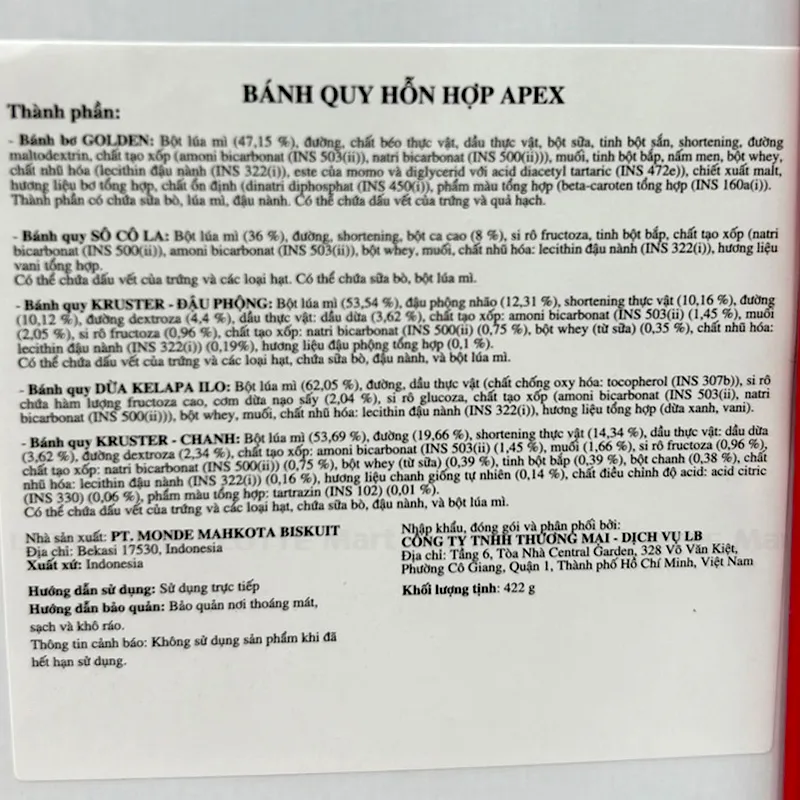 BÁNH QUY HỖN HỢP APEX
Thành phần:
- Bánh bơ GOLDEN: Bột lúa mì (47,15 %), đường, chất béo thực vật, dầu thực vật, bột sữa, tinh bột sắn, shortening, đường
maltodextrin, chất tạo xốp (amoni bicarbonat (INS 503(ii)), natri bicarbonat (INS 500(ii))), muối, tinh bột bắp, nấm men, bột whey,
chất nhũ hóa (lecithin đậu nành (INS 322(i)), este của momo và diglycerid với acid diacetyl tartaric (INS 472e)), chiết xuất malt,
hương liệu bơ tổng hợp, chất ổn định (dinatri diphosphat (INS 450(i)), phẩm màu tổng hợp (beta-caroten tổng hợp (INS 160a(i)).
Thành phần có chứa sữa bò, lúa mì, đậu nành. Có thể chứa dấu vết của trứng và quả hạch.
- Bánh quy SÔ CÔ LA: Bột lúa mì (36 %), đường, shortening, bột ca cao (8 %), si rô fructoza, tinh bột bắp, chất tạo xốp (natri
bicarbonat (INS 500(ii)), amoni bicarbonat (INS 503(ii)), bột whey, muối, chất nhũ hóa: lecithin đậu nành (INS 322(i)), hương liệu
vani tổng hợp.
Có thể chứa dấu vết của trứng và các loại hạt. Có thể chứa sữa bò, bột lúa mì.
- Bánh quy KRUSTER - ĐẬU PHỘNG: Bột lúa mì (53,54 %), đậu phộng nhão (12,31 %), shortening thực vật (10,16 %), đường
(10,12 %), đường dextroza (4,4 %), dầu thực vật: dầu dừa (3,62 %), chất tạo xốp: amoni bicarbonat (INS 503(ii) (1,45 %), muối
(2,05 %), si rô fructoza (0,96 %), chất tạo xốp: natri bicarbonat (INS 500(ii) (0,75 %), bột whey (từ sữa) (0,35 %), chất nhũ hóa:
lecithin đậu nành (INS 322(i)) (0,19%), hương liệu đậu phộng tổng hợp (0,1 %).
Có thể chứa dấu vết của trứng và các loại hạt, chứa sữa bò, đậu nành, và bột lúa mì.
- Bánh quy DỪA KELAPA ILO: Bột lúa mì (62,05 %), đường, dầu thực vật (chất chống oxy hóa: tocopherol (INS 307b)), si rô
chứa hàm lượng fructoza cao, cơm dừa nạo sấy (2,04 %), si rô glucoza, chất tạo xốp (amoni bicarbonat (INS 503(ii), natri
bicarbonat (INS 500(ii))), bột whey, muối, chất nhũ hóa: lecithin đậu nành (INS 322(i)), hương liệu tổng hợp (dừa xanh, vani).
- Bánh quy KRUSTER - CHANH: Bột lúa mì (53,69 %), đường (19,66 %), shortening thực vật (14,34 %), dầu thực vật: dầu dừa
(3,62 %), đường dextroza (2,34 %), chất tạo xốp: amoni bicarbonat (INS 503(ii)) (1,45 %), muối (1,66 %), si rô fructoza (0,96 %),
chất tạo xốp: natri bicarbonat (INS 500(ii)) (0,75 %), bột whey (từ sữa) (0,39 %), tinh bột bắp (0,39 %), bột chanh (0,38 %), chất
nhũ hóa: lecithin đậu nành (INS 322(i)) (0,16 %), hương liệu chanh giống tự nhiên (0,14 %), chất điều chỉnh độ acid: acid citric
(INS 330) (0,06 %), phẩm màu tổng hợp: tartrazin (INS 102) (0,01 %).
Có thể chứa dấu vết của trứng và các loại hạt, chứa sữa bò, đậu nành, và bột lúa mì.
Nhà sản xuất: PT. MONDE MAHKOTA BISKUIT
Địa chỉ: Bekasi 17530, Indonesia
Xuất xứ: Indonesia
Hướng dẫn sử dụng: Sử dụng trực tiếp
Hướng dẫn bảo quản: Bảo quản nơi thoáng mát,
sạch và khô ráo.
Thông tin cảnh báo: Không sử dụng sản phẩm khi đã
hết hạn sử dụng.
Nhập khẩu, đóng gói và phân phối bởi:
CÔNG TY TNHH THƯƠNG MẠI - DỊCH VỤ LB
Địa chỉ: Tầng 6, Tòa Nhà Central Garden, 328 Võ Văn Kiệt,
Phường Cô Giang, Quận 1, Thành phố Hồ Chí Minh, Việt Nam
Khối lượng tịnh: 422 g